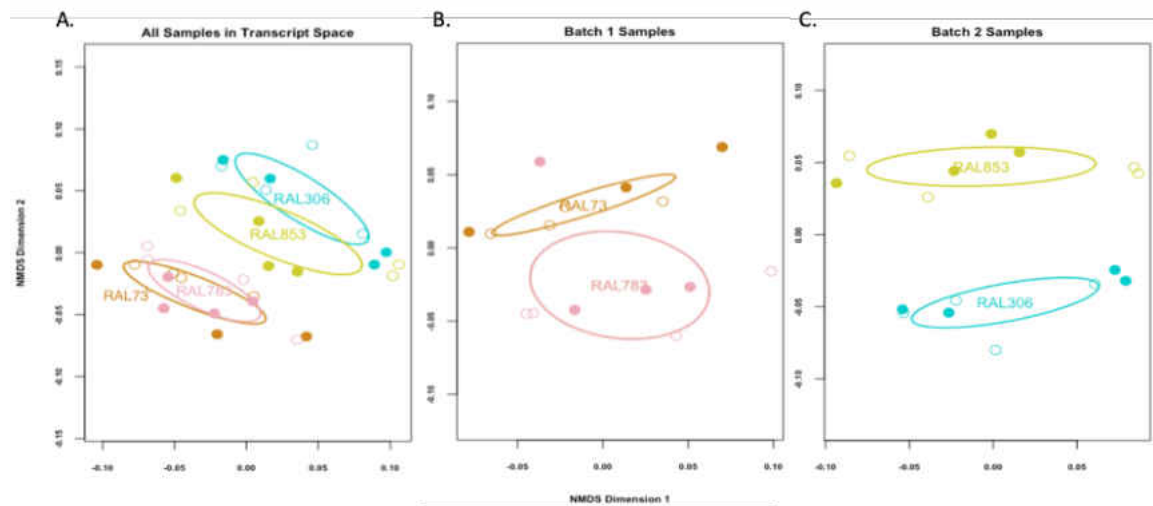 A.
All Samples in Transcript Space
NMDS Dimension 2
0.15
0.10
0.05
0.00
-0.05
-0.10
-0.15
RAL306
RAL853
RAL73
RAL783
-0.10
-0.05
0.00
0.05
0.10
B.
Batch 1 Samples
0.10
0.05
0.00
-0.05
-0.10
RAL73
RAL783
-0.05
0.00
0.05
0.10
NMDS Dimension 1
C.
Batch 2 Samples
0.10
0.05
0.00
-0.05
-0.10
RAL853
RAL306
-0.10
-0.05
0.00
0.05